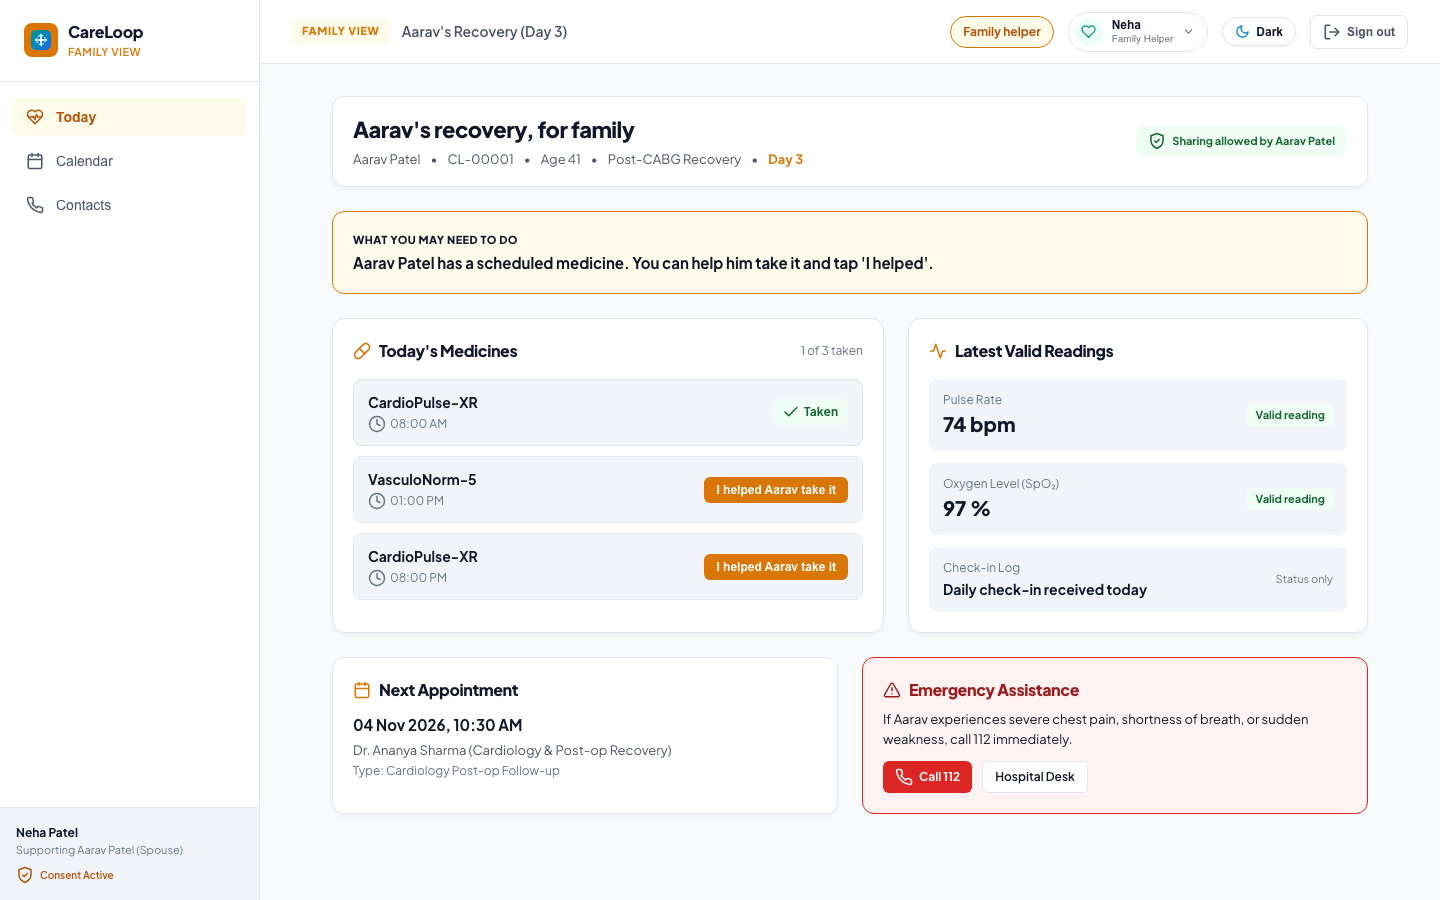 CareLoop
FAMILY VIEW
Today
Calendar
Contacts
Neha Patel
Supporting Aarav Patel (Spouse)
Consent Active
FAMILY VIEW
Aarav's Recovery (Day 3)
Family helper
Neha
Family Helper
Dark
Sign out
Aarav's recovery, for family
Aarav Patel • CL-00001 • Age 41 • Post-CABG Recovery • Day 3
Sharing allowed by Aarav Patel
WHAT YOU MAY NEED TO DO
Aarav Patel has a scheduled medicine. You can help him take it and tap 'I helped'.
Today's Medicines
1 of 3 taken
CardioPulse-XR
08:00 AM
Taken
VasculoNorm-5
01:00 PM
I helped Aarav take it
CardioPulse-XR
08:00 PM
I helped Aarav take it
Latest Valid Readings
Pulse Rate
74 bpm
Valid reading
Oxygen Level (SpO₂)
97 %
Valid reading
Check-in Log
Daily check-in received today
Status only
Next Appointment
04 Nov 2026, 10:30 AM
Dr. Ananya Sharma (Cardiology & Post-op Recovery)
Type: Cardiology Post-op Follow-up
Emergency Assistance
If Aarav experiences severe chest pain, shortness of breath, or sudden
weakness, call 112 immediately.
Call 112
Hospital Desk